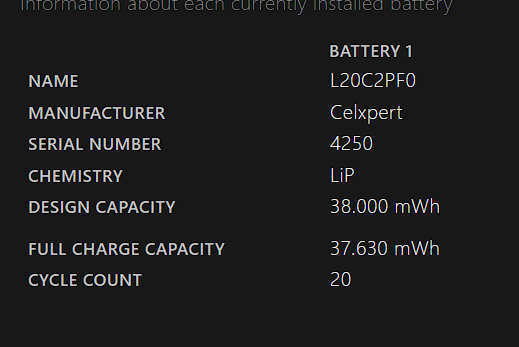 Information about each currently installed battery
BATTERY 1
NAME L20C2PF0
MANUFACTURER Celxpert
SERIAL NUMBER 4250
CHEMISTRY LiP
DESIGN CAPACITY 38.000 mWh
FULL CHARGE CAPACITY 37.630 mWh
CYCLE COUNT 20